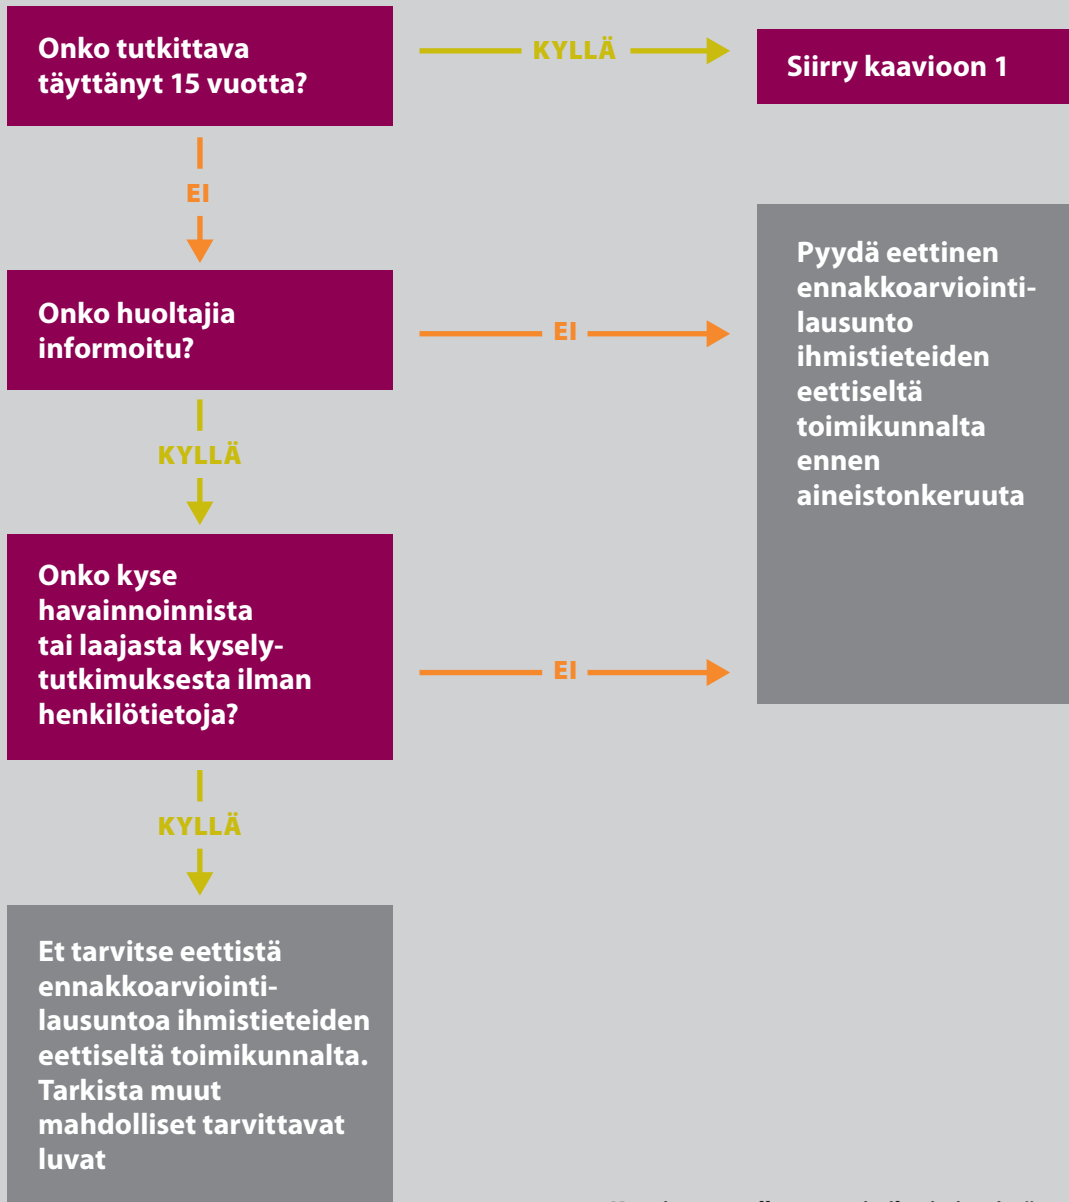 Onko tutkittava
täyttänyt 15 vuotta?
KYLLÄ
Siirry kaavioon 1
EI
Onko huoltajia
informoitu?
EI
Pyydä eettinen
ennakkoarviointi-
lausunto
ihmistieteiden
eettiseltä
toimikunnalta
ennen
aineistonkeruuta
KYLLÄ
Onko kyse
havainnoinnista
tai laajasta kysely-
tutkimuksesta ilman
henkilötietoja?
EI
KYLLÄ
Et tarvitse eettistä
ennakkoarviointi-
lausuntoa ihmistieteiden
eettiseltä toimikunnalta.
Tarkista muut
mahdolliset tarvittavat
luvat